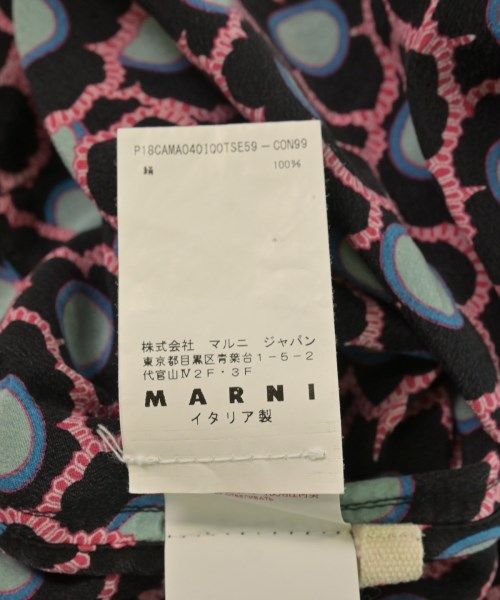 P18CAMA040I00TSE59-CON99
絹 100%
株式会社 マルニ ジャパン
東京都目黒区青葉台1-5-2
代官山Ⅳ2F・3F
MARNI
イタリア製